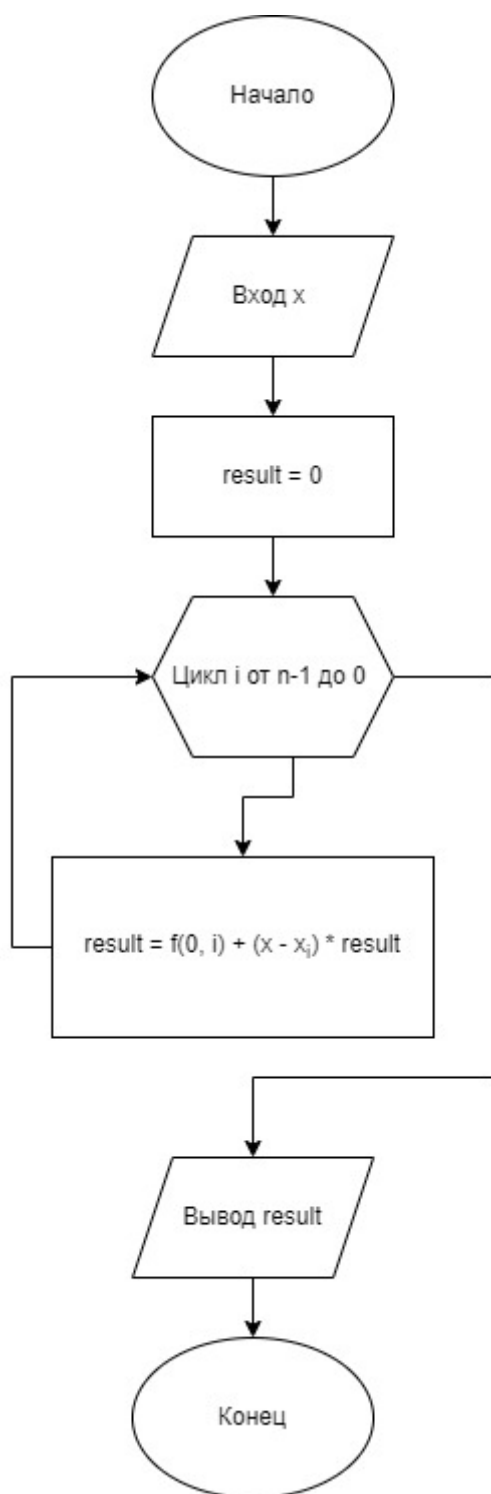 Начало
Вход x
result = 0
Цикл i от n-1 до 0
result = f(0, i) + (x - xᵢ) * result
Вывод result
Конец